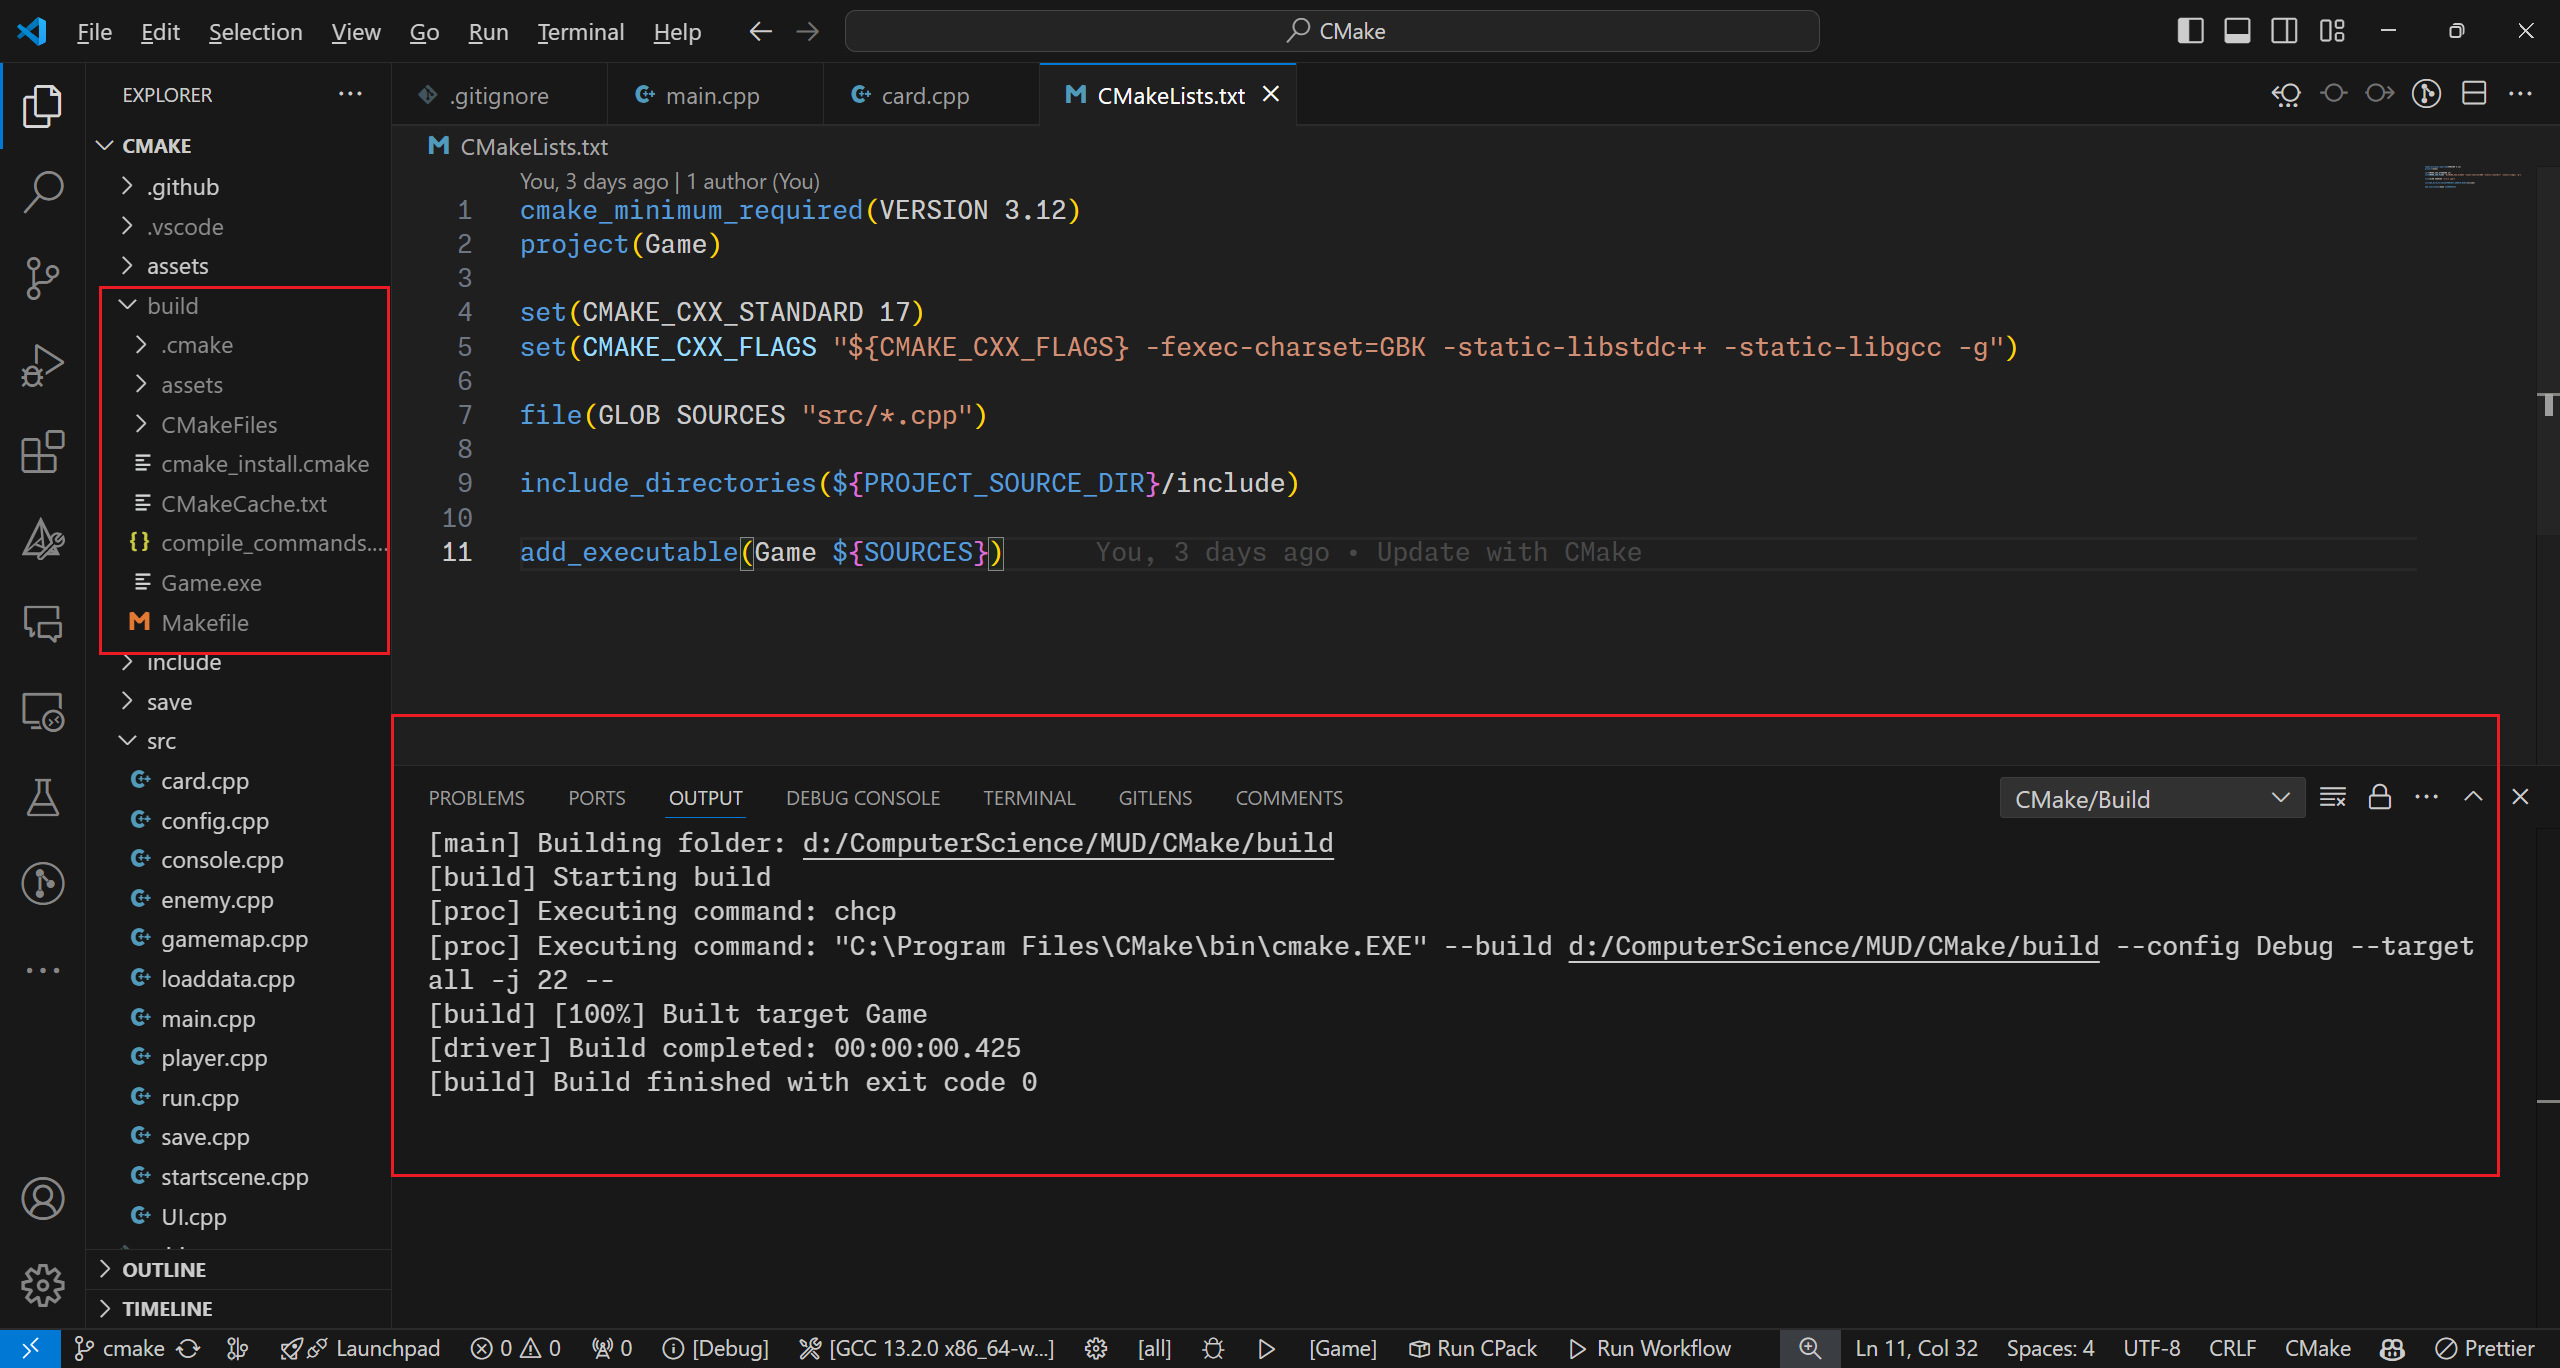 File Edit Selection View Go Run Terminal Help
CMake
EXPLORER
CMAKE
.github
.vscode
assets
build
.cmake
assets
CMakeFiles
cmake_install.cmake
CMakeCache.txt
compile_commands....
Game.exe
Makefile
include
save
src
card.cpp
config.cpp
console.cpp
enemy.cpp
gamemap.cpp
loaddata.cpp
main.cpp
player.cpp
run.cpp
save.cpp
startscene.cpp
UI.cpp
OUTLINE
TIMELINE
.gitignore main.cpp card.cpp CMakeLists.txt
CMakeLists.txt
You, 3 days ago | 1 author (You)
1 cmake_minimum_required(VERSION 3.12)
2 project(Game)
3
4 set(CMAKE_CXX_STANDARD 17)
5 set(CMAKE_CXX_FLAGS "${CMAKE_CXX_FLAGS} -fexec-charset=GBK -static-libstdc++ -static-libgcc -g")
6
7 file(GLOB SOURCES "src/*.cpp")
8
9 include_directories(${PROJECT_SOURCE_DIR}/include)
10
11 add_executable(Game ${SOURCES}) You, 3 days ago • Update with CMake
PROBLEMS PORTS OUTPUT DEBUG CONSOLE TERMINAL GITLENS COMMENTS CMake/Build
[main] Building folder: d:/ComputerScience/MUD/CMake/build
[build] Starting build
[proc] Executing command: chcp
[proc] Executing command: "C:\Program Files\CMake\bin\cmake.EXE" --build d:/ComputerScience/MUD/CMake/build --config Debug --target
all -j 22 --
[build] [100%] Built target Game
[driver] Build completed: 00:00:00.425
[build] Build finished with exit code 0
cmake Launchpad 0 0 0 [Debug] [GCC 13.2.0 x86_64-w...] [all] [Game] Run CPack Run Workflow Ln 11, Col 32 Spaces: 4 UTF-8 CRLF CMake Prettier